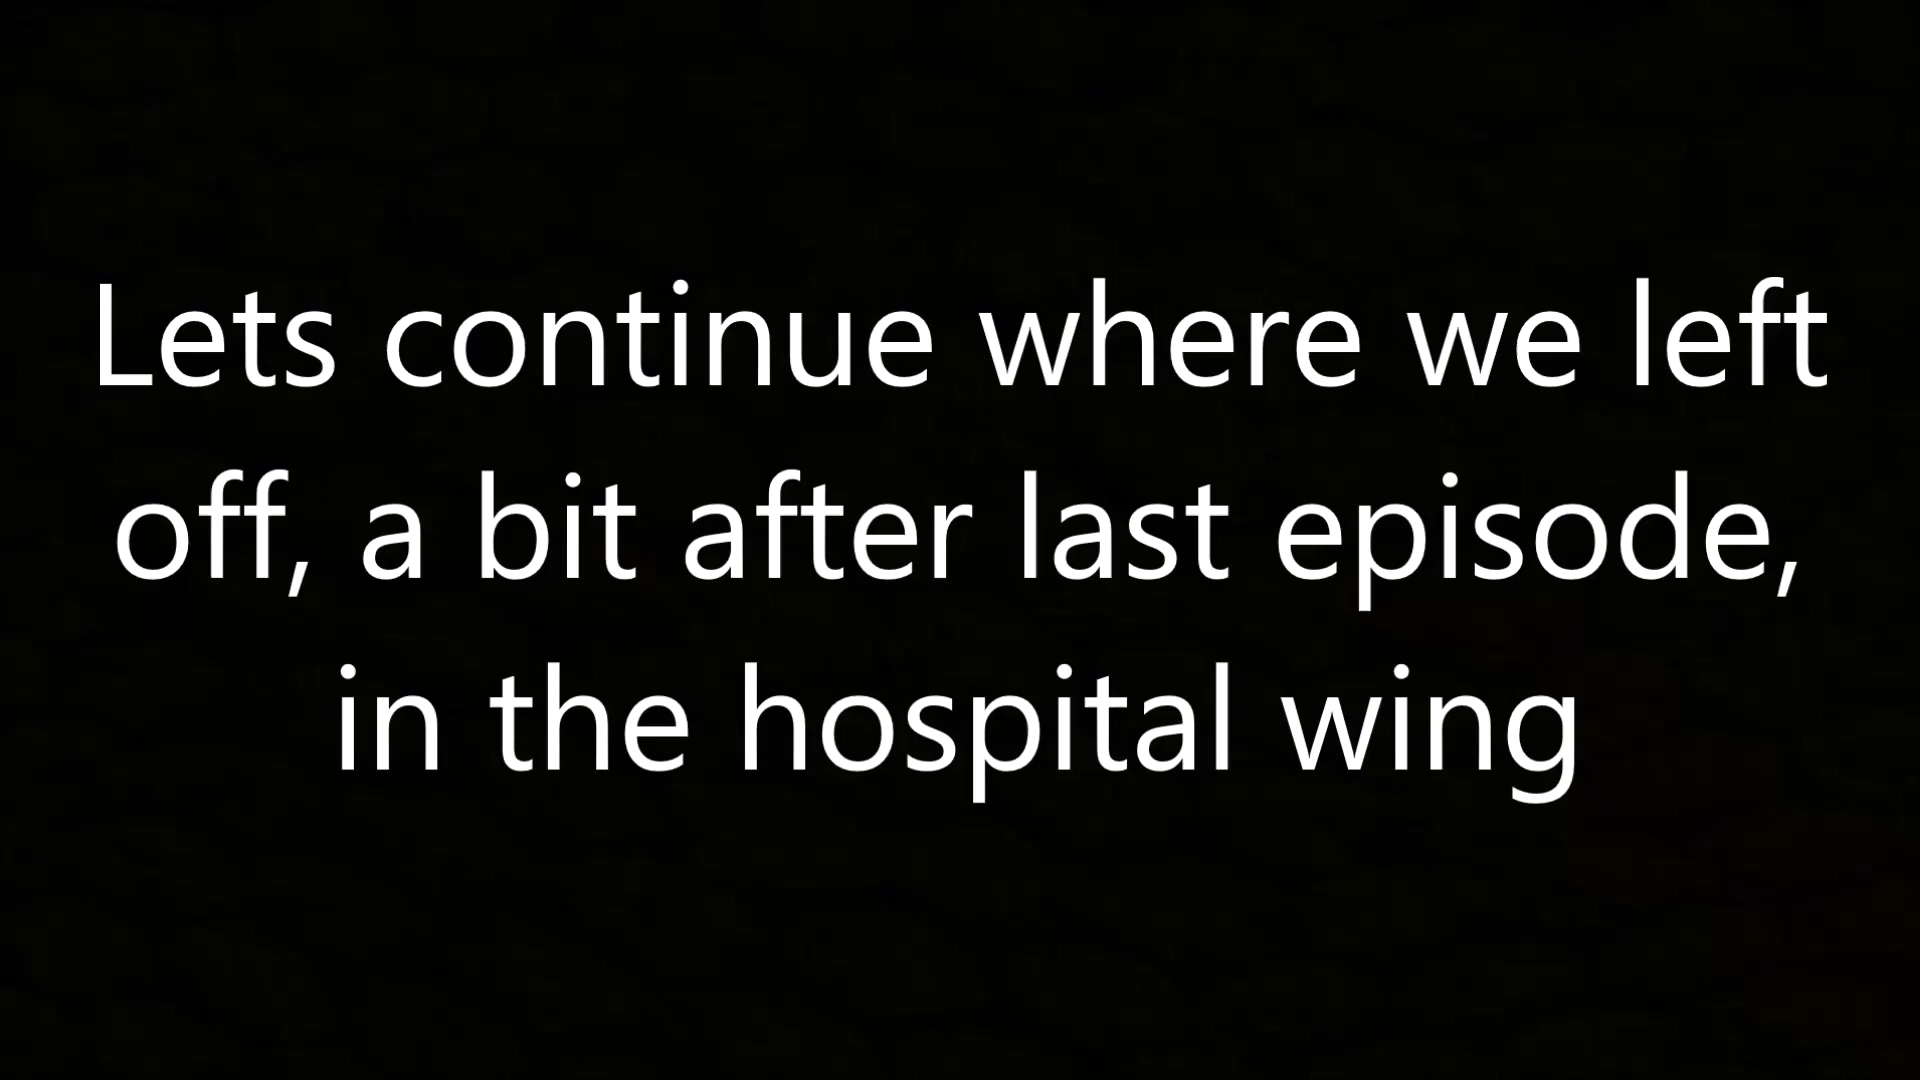 Lets continue where we left
off, a bit after last episode,
in the hospital wing